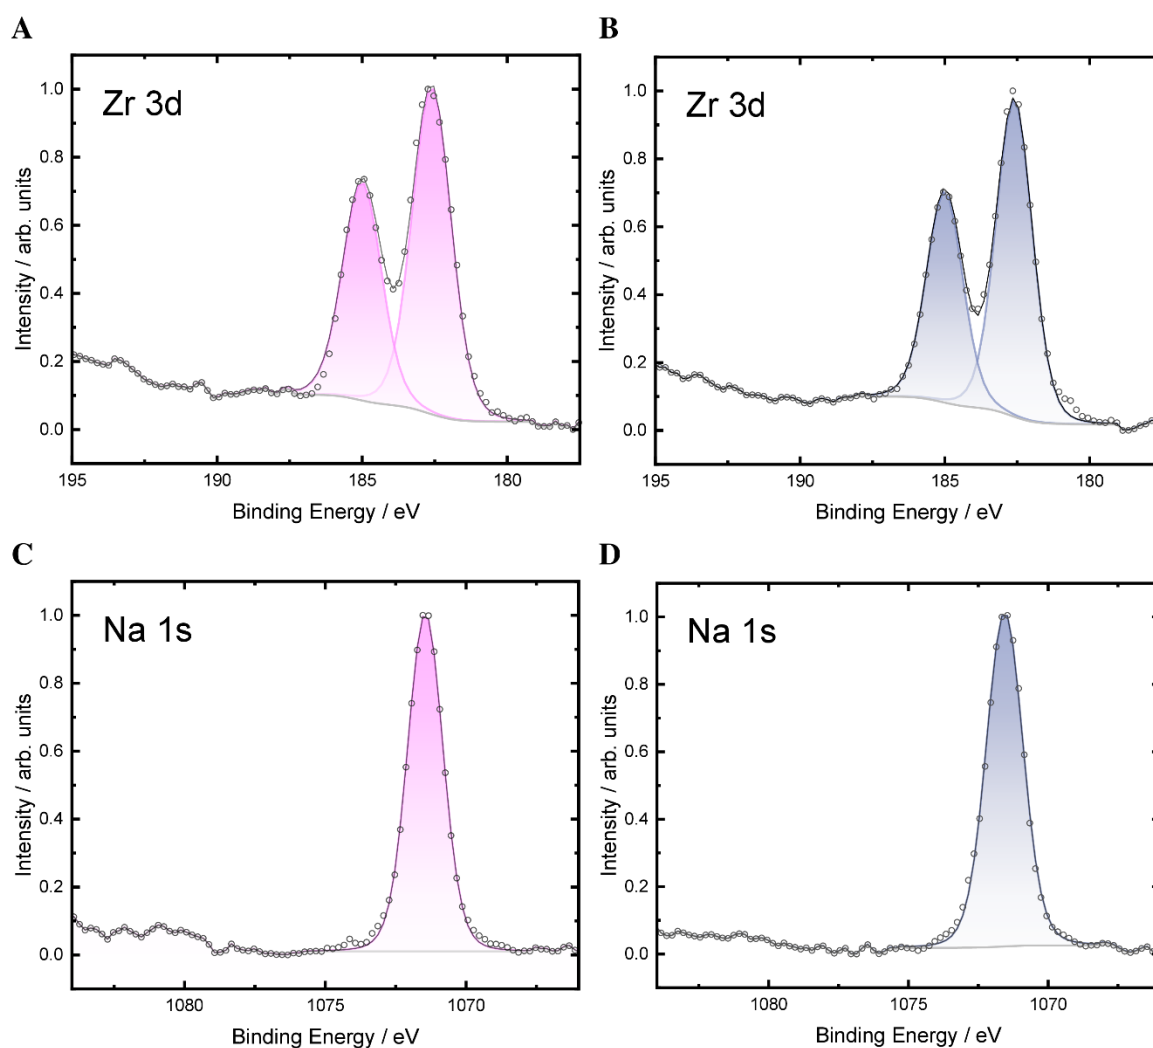 A
Zr 3d
Intensity / arb. units
1.0
0.8
0.6
0.4
0.2
0.0
195
190
185
180
Binding Energy / eV
B
Zr 3d
Intensity / arb. units
1.0
0.8
0.6
0.4
0.2
0.0
195
190
185
180
Binding Energy / eV
C
Na 1s
Intensity / arb. units
1.0
0.8
0.6
0.4
0.2
0.0
1080
1075
1070
Binding Energy / eV
D
Na 1s
Intensity / arb. units
1.0
0.8
0.6
0.4
0.2
0.0
1080
1075
1070
Binding Energy / eV